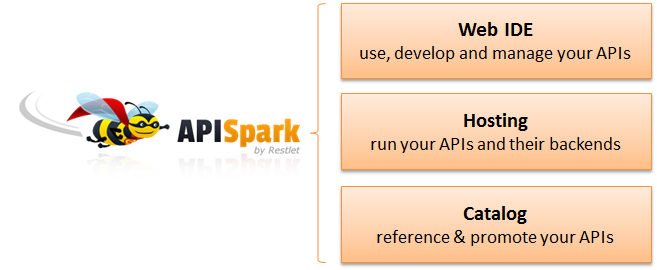 APISpark
by Restlet
Web IDE
use, develop and manage your APIs
Hosting
run your APIs and their backends
Catalog
reference & promote your APIs